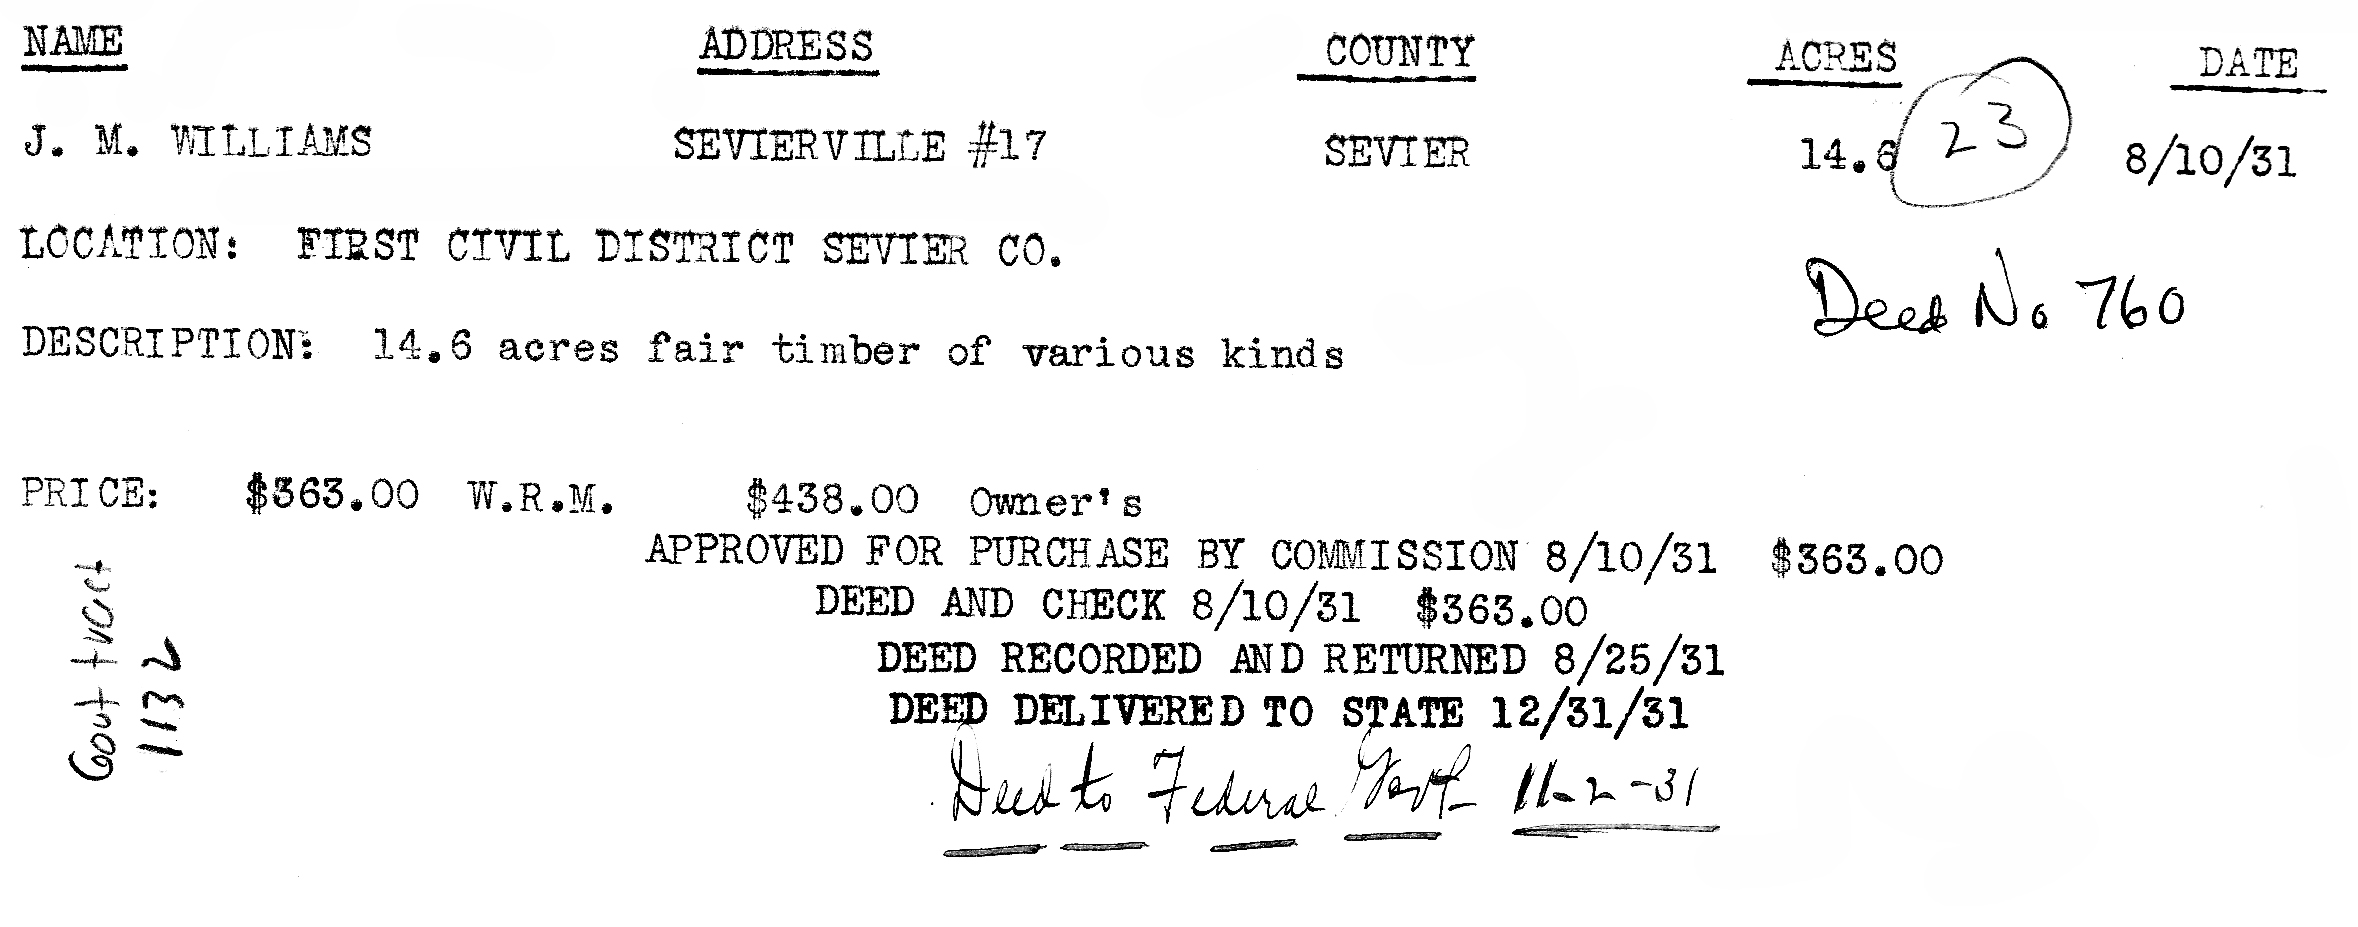 NAME ADDRESS COUNTY ACRES DATE
J. M. WILLIAMS SEVIERVILLE #17 SEVIER 14.6 23 8/10/31
LOCATION: FIRST CIVIL DISTRICT SEVIER CO.
Deed No 760
DESCRIPTION: 14.6 acres fair timber of various kinds
PRICE: $363.00 W.R.M. $438.00 Owner's
APPROVED FOR PURCHASE BY COMMISSION 8/10/31 $363.00
DEED AND CHECK 8/10/31 $363.00
DEED RECORDED AND RETURNED 8/25/31
DEED DELIVERED TO STATE 12/31/31
Deed to Federal Govt 11-2-31
Gout tract
1132